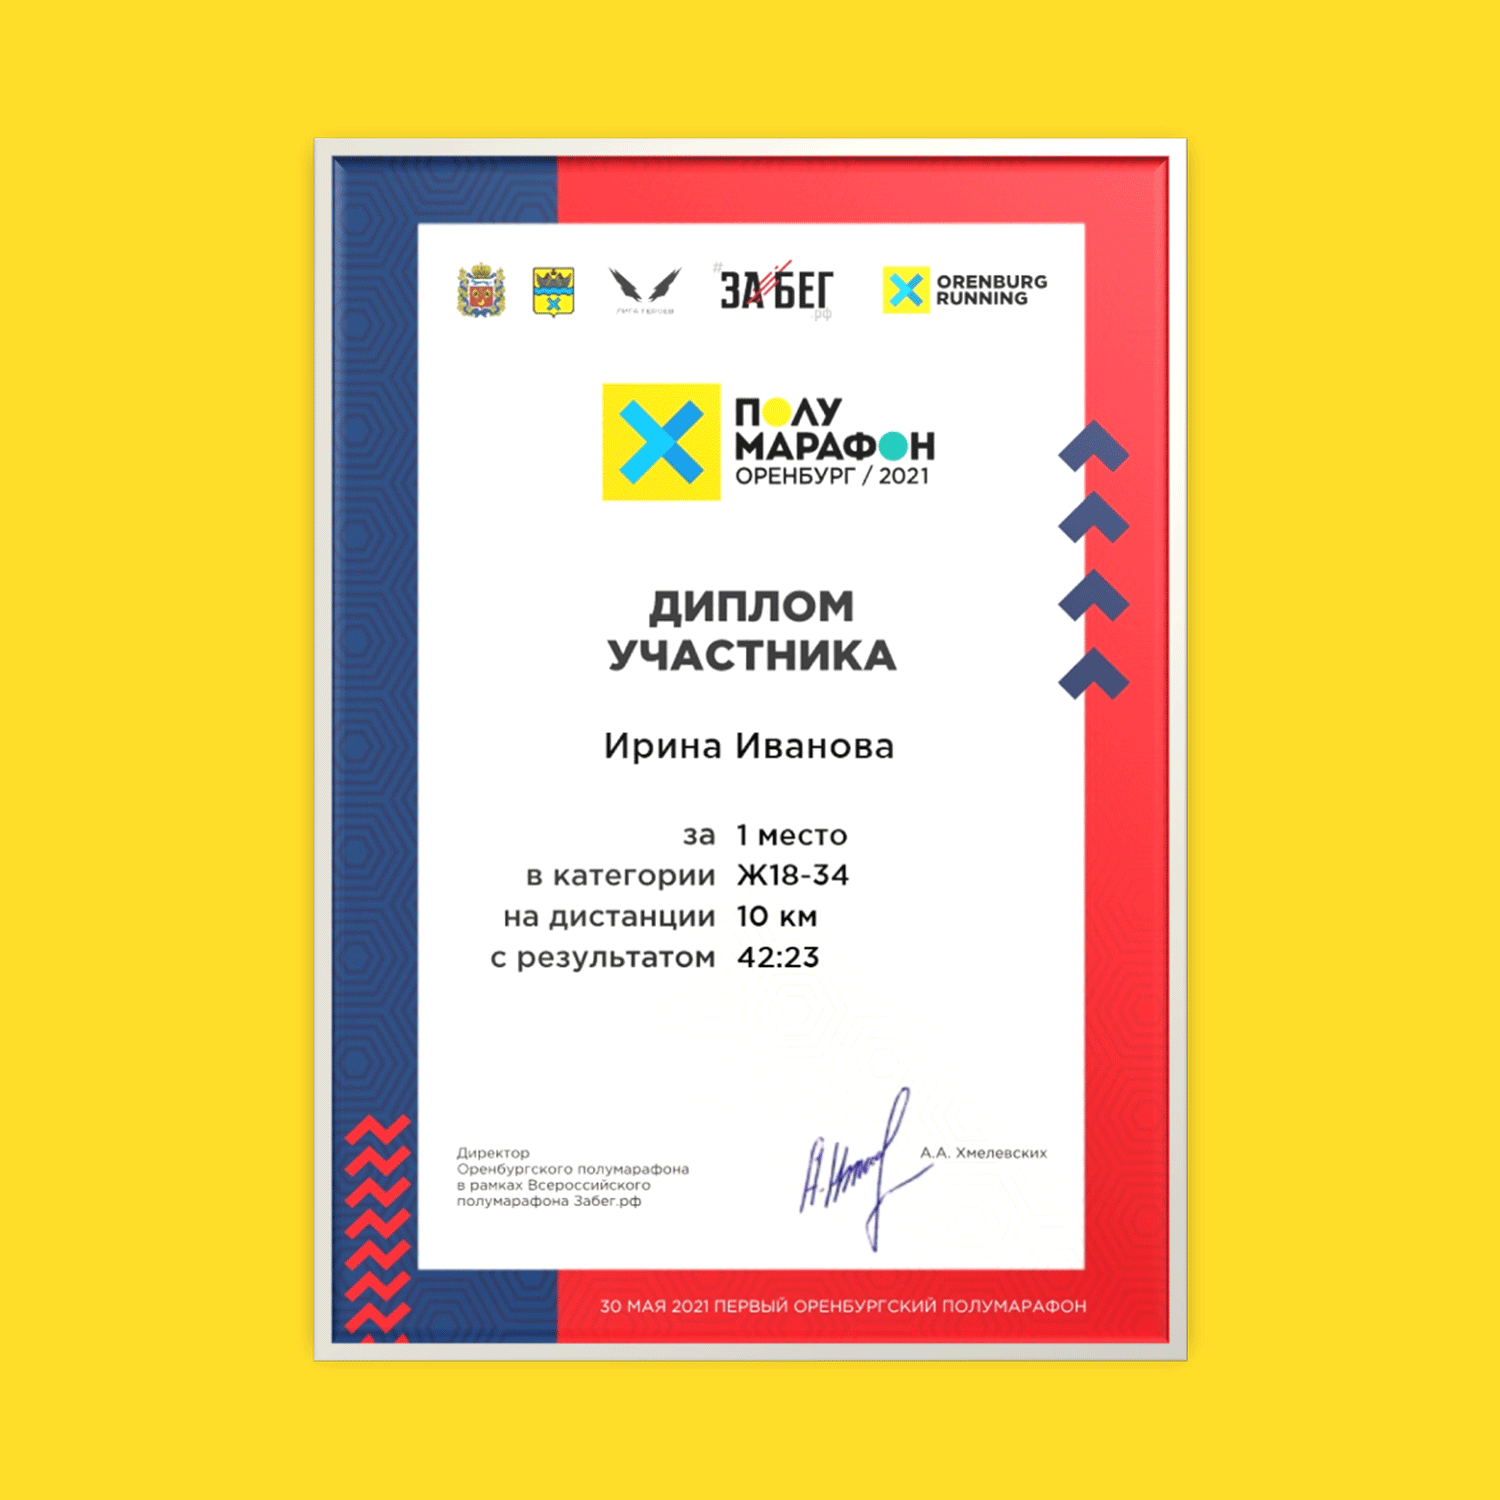 ЛИГА ГЕРОЕВ
#ЗАБЕГ
.рф
ORENBURG
RUNNING
ПОЛУ
МАРАФОН
ОРЕНБУРГ / 2021
ДИПЛОМ
УЧАСТНИКА
Ирина Иванова
за 1 место
в категории Ж18-34
на дистанции 10 км
с результатом 42:23
Директор
Оренбургского полумарафона
в рамках Всероссийского
полумарафона Забег.рф
А.А. Хмелевских
30 МАЯ 2021 ПЕРВЫЙ ОРЕНБУРГСКИЙ ПОЛУМАРАФОН